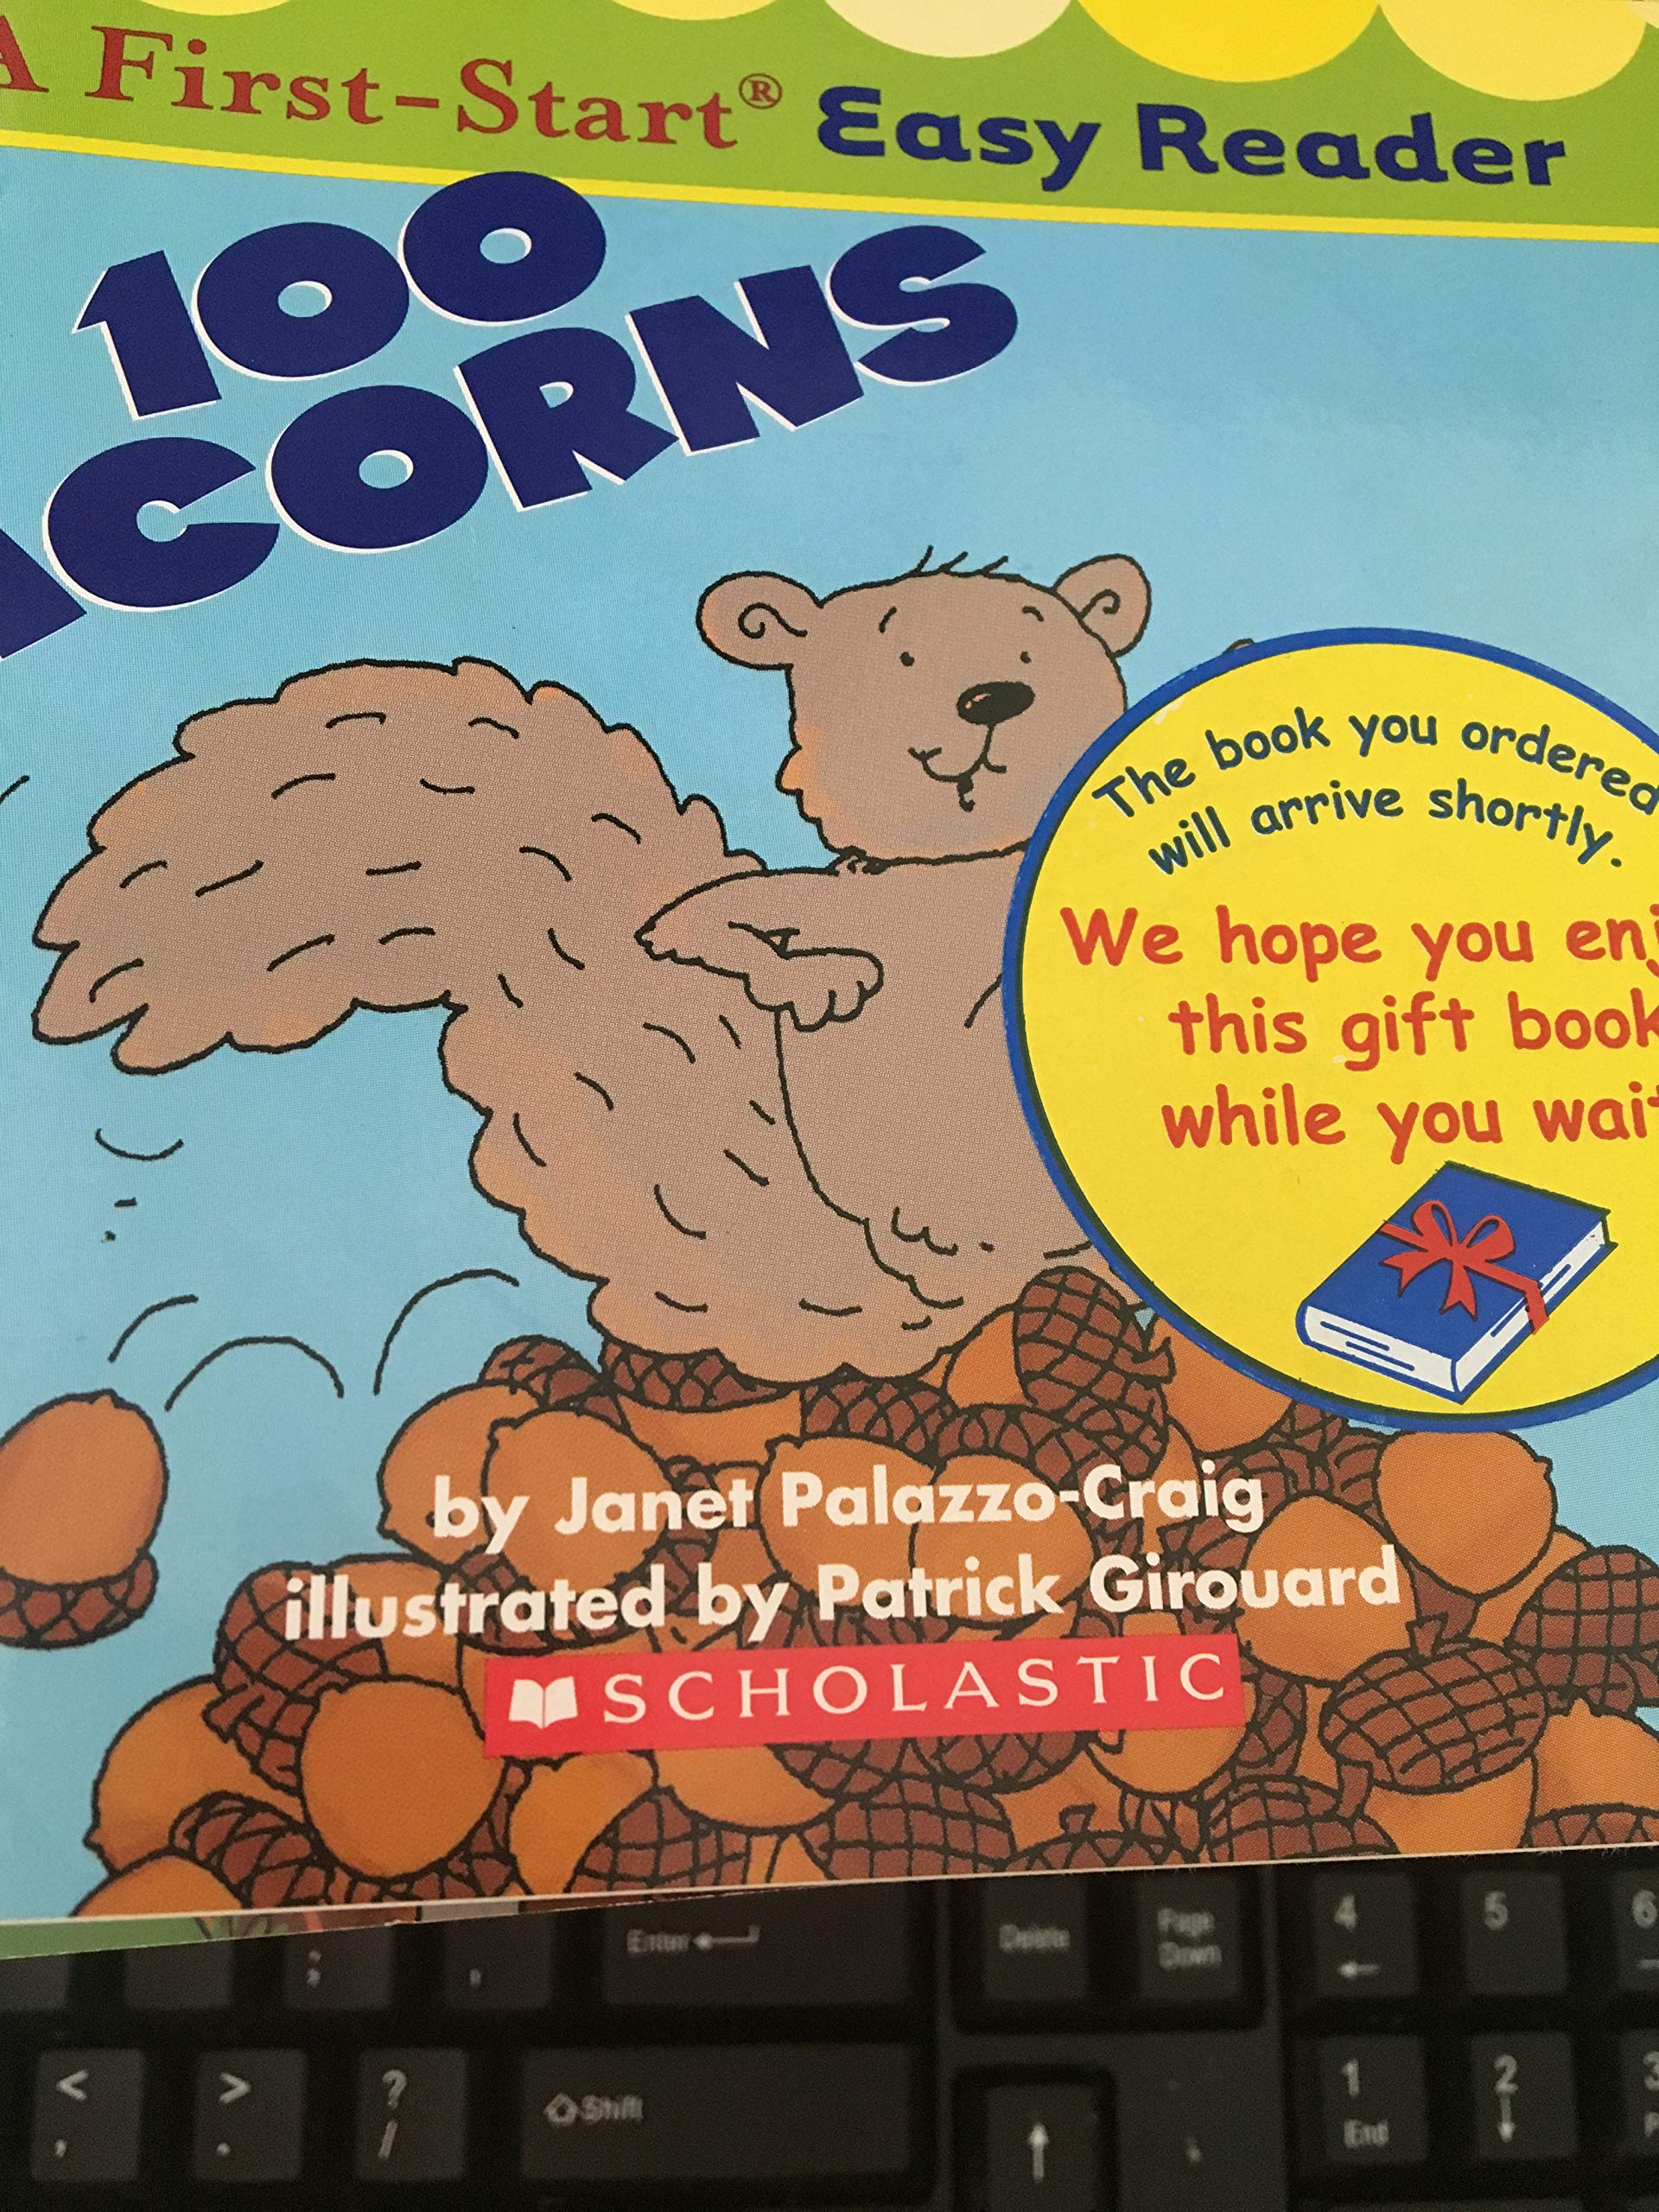 A First-Start® Easy Reader
100
ACORNS
The book you ordered
will arrive shortly.
We hope you enj
this gift book
while you wait
by Janet Palazzo-Craig
illustrated by Patrick Girouard
SCHOLASTIC
; ' Enter Delete Page Down 4 5 6
< , > . ? / Shift 1 End 2 3